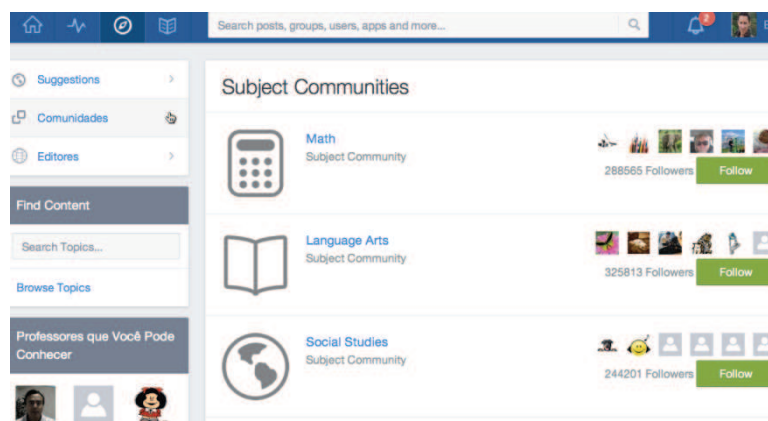 Search posts, groups, users, apps and more...
2
Suggestions
Comunidades
Editores
Find Content
Search Topics...
Browse Topics
Professores que Você Pode
Conhecer
Subject Communities
Math
Subject Community
288565 Followers
Follow
Language Arts
Subject Community
325813 Followers
Follow
Social Studies
Subject Community
244201 Followers
Follow